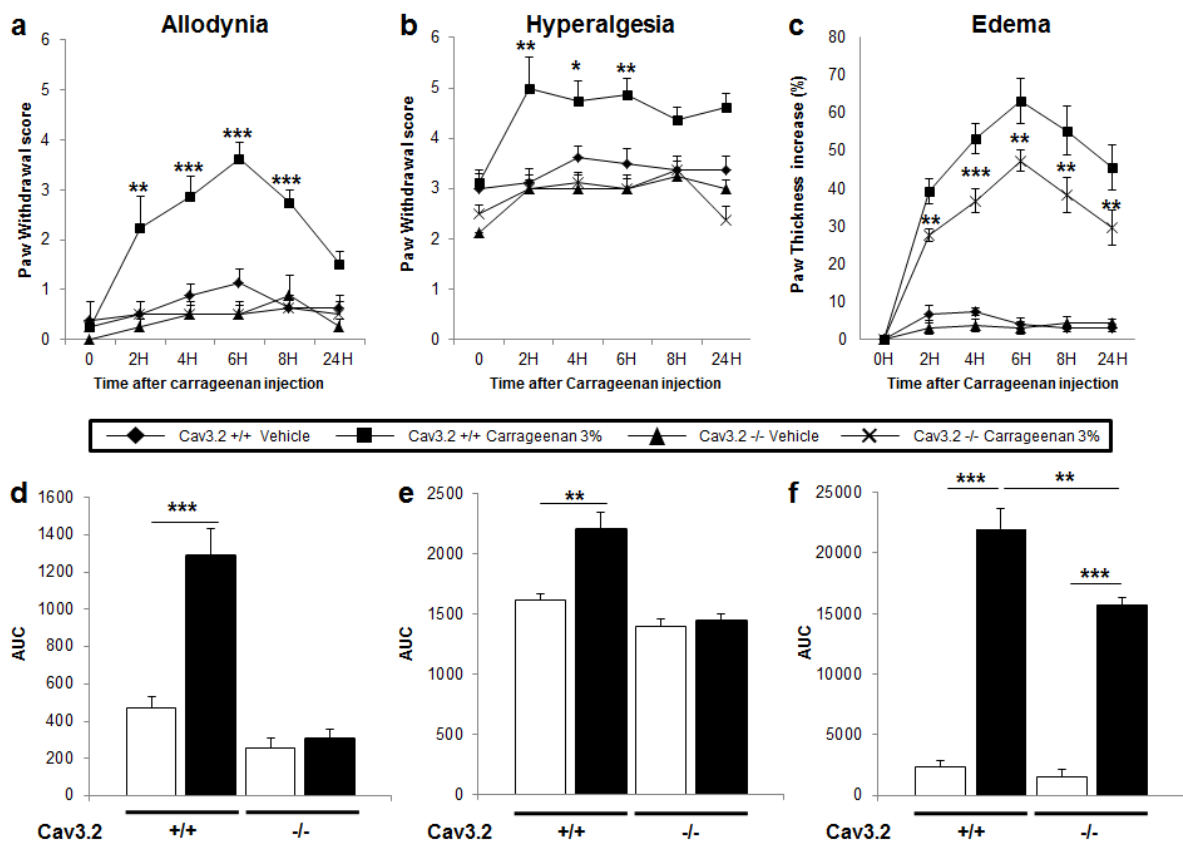 a Allodynia
Paw Withdrawal score
6
5
4
3
2
1
0
** *** *** ***
0 2H 4H 6H 8H 24H
Time after carrageenan injection
b Hyperalgesia
Paw Withdrawal score
6
5
4
3
2
1
0
** * **
0 2H 4H 6H 8H 24H
Time after Carrageenan injection
c Edema
Paw Thickness increase (%)
80
70
60
50
40
30
20
10
0
** *** ** ** **
0H 2H 4H 6H 8H 24H
Time after Carrageenan injection
Cav3.2 +/+ Vehicle Cav3.2 +/+ Carrageenan 3% Cav3.2 -/- Vehicle Cav3.2 -/- Carrageenan 3%
d
AUC
1600
1400
1200
1000
800
600
400
200
0
***
Cav3.2 +/+ -/-
e
AUC
2500
2000
1500
1000
500
0
**
Cav3.2 +/+ -/-
f
AUC
25000
20000
15000
10000
5000
0
*** **
***
Cav3.2 +/+ -/-